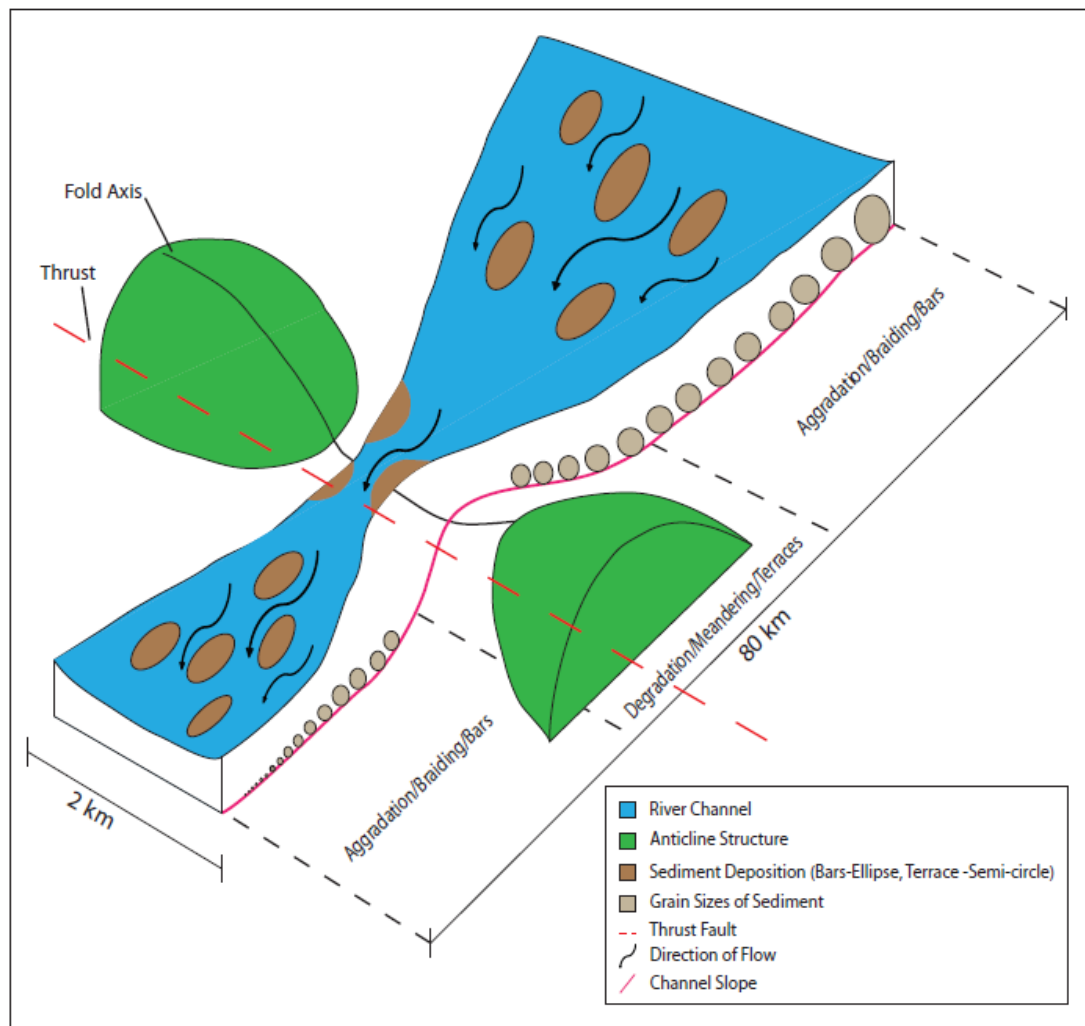 Fold Axis
Thrust
Aggradation/Braiding/Bars
Degradation/Meandering/Terraces
80 km
Aggradation/Braiding/Bars
2 km
River Channel
Anticline Structure
Sediment Deposition (Bars-Ellipse, Terrace -Semi-circle)
Grain Sizes of Sediment
Thrust Fault
Direction of Flow
Channel Slope